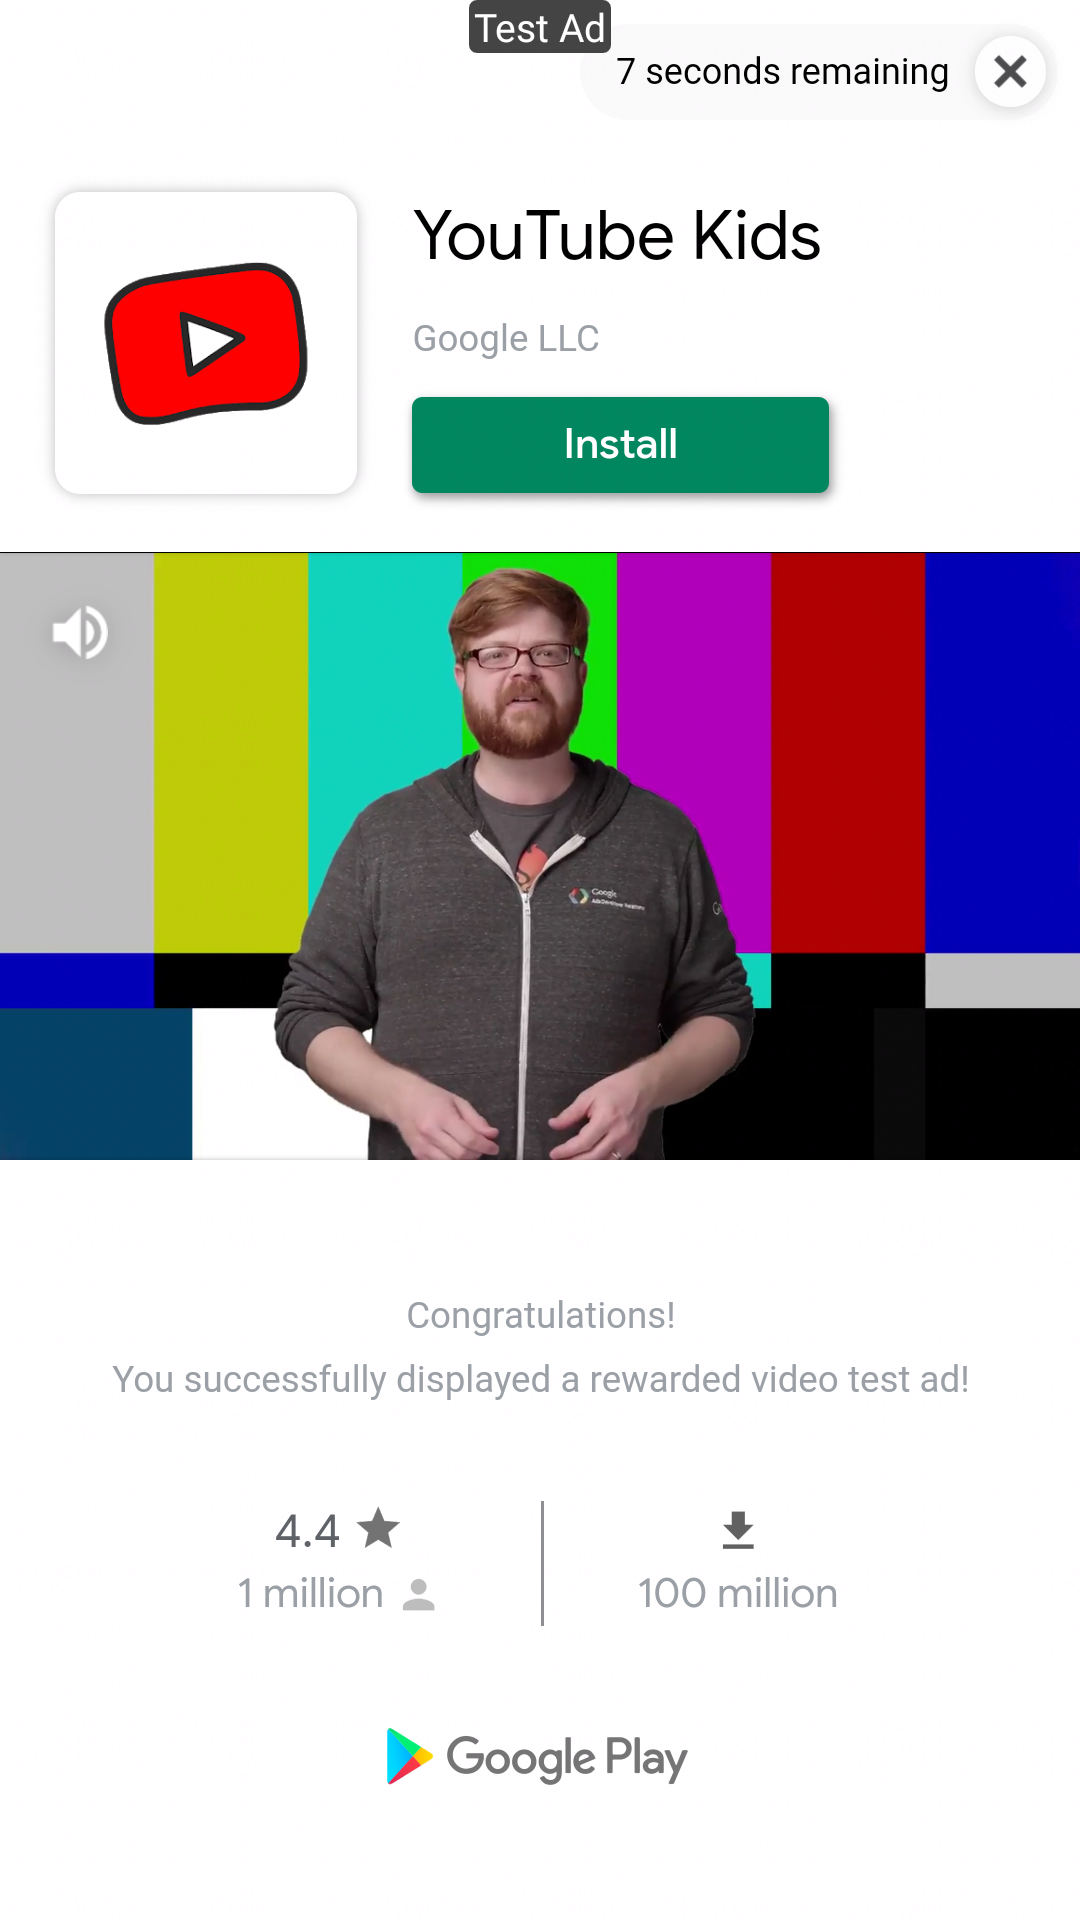 Test Ad
7 seconds remaining
YouTube Kids
Google LLC
Install
Google
Congratulations!
You successfully displayed a rewarded video test ad!
4.4
1 million
100 million
Google Play